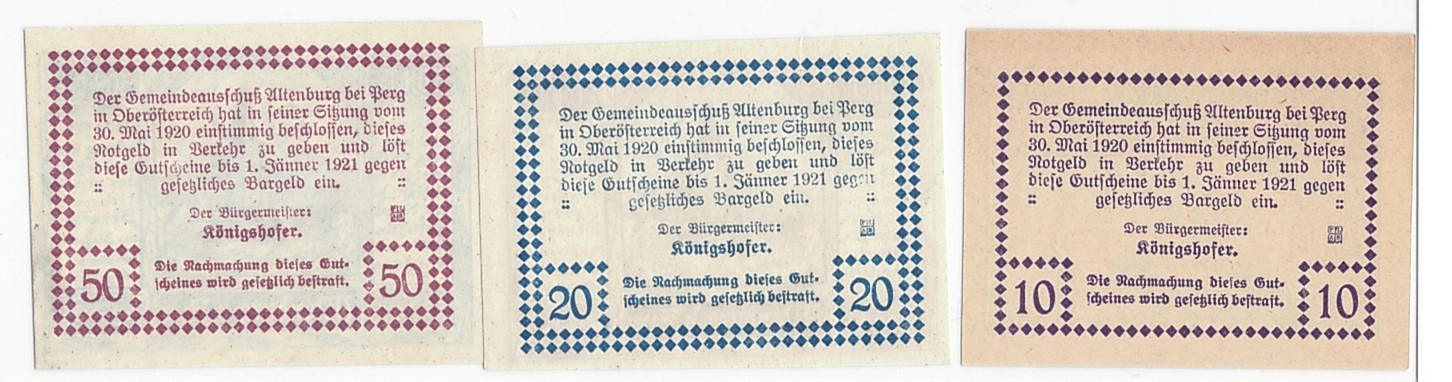 Der Gemeindeausschuß Altenburg bei Perg
in Oberösterreich hat in seiner Sitzung vom
30. Mai 1920 einstimmig beschlossen, dieses
Notgeld in Verkehr zu geben und löst
diese Gutscheine bis 1. Jänner 1921 gegen
:: gesetzliches Bargeld ein. ::
Der Bürgermeister:
Königshofer.
50 Die Nachmachung dieses Gut- 50
scheines wird gesetzlich bestraft.
Der Gemeindeausschuß Altenburg bei Perg
in Oberösterreich hat in seiner Sitzung vom
30. Mai 1920 einstimmig beschlossen, dieses
Notgeld in Verkehr zu geben und löst
diese Gutscheine bis 1. Jänner 1921 gegen
:: gesetzliches Bargeld ein. ::
Der Bürgermeister:
Königshofer.
20 Die Nachmachung dieses Gut- 20
scheines wird gesetzlich bestraft.
Der Gemeindeausschuß Altenburg bei Perg
in Oberösterreich hat in seiner Sitzung vom
30. Mai 1920 einstimmig beschlossen, dieses
Notgeld in Verkehr zu geben und löst
diese Gutscheine bis 1. Jänner 1921 gegen
:: gesetzliches Bargeld ein. ::
Der Bürgermeister:
Königshofer.
10 Die Nachmachung dieses Gut- 10
scheines wird gesetzlich bestraft.